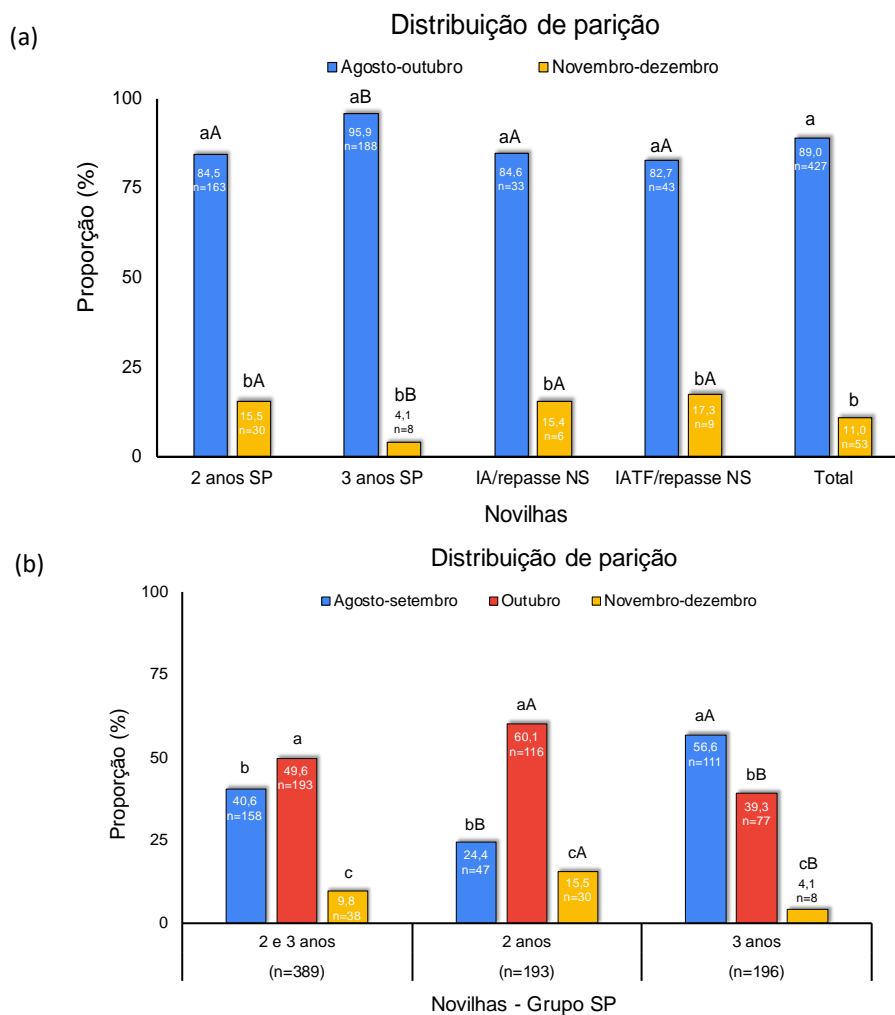 (a)
Distribuição de parição
Agosto-outubro
Novembro-dezembro
Proporção (%)
100
75
50
25
0
aA
84,5
n=163
bA
15,5
n=30
aB
95,9
n=188
bB
4,1
n=8
aA
84,6
n=33
bA
15,4
n=6
aA
82,7
n=43
bA
17,3
n=9
a
89,0
n=427
b
11,0
n=53
2 anos SP
3 anos SP
IA/repasse NS
IATF/repasse NS
Total
Novilhas
(b)
Distribuição de parição
Agosto-setembro
Outubro
Novembro-dezembro
Proporção (%)
100
75
50
25
0
b
40,6
n=158
a
49,6
n=193
c
9,8
n=38
bB
24,4
n=47
aA
60,1
n=116
cA
15,5
n=30
aA
56,6
n=111
bB
39,3
n=77
cB
4,1
n=8
2 e 3 anos
2 anos
3 anos
(n=389)
(n=193)
(n=196)
Novilhas - Grupo SP